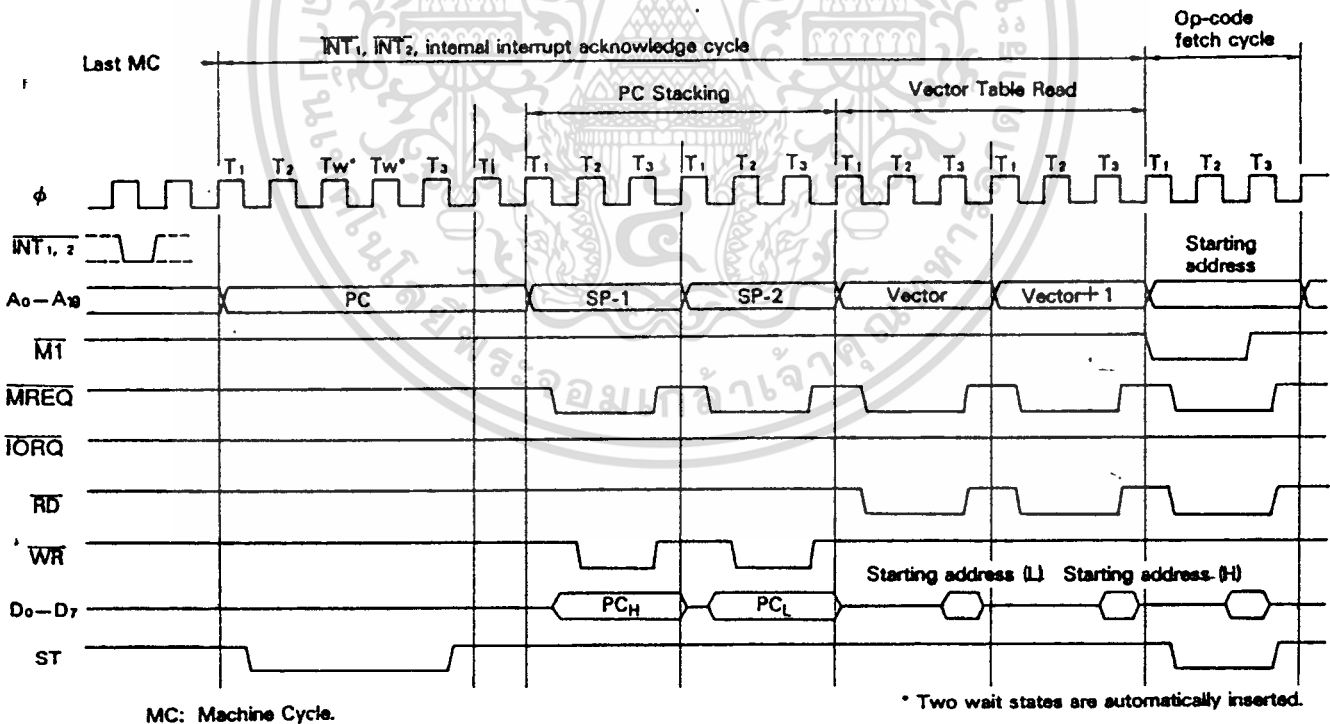 Op-code
fetch cycle
Last MC
INT1, INT2, internal interrupt acknowledge cycle
PC Stacking
Vector Table Read
T1 T2 Tw* Tw* T3 Ti T1 T2 T3 T1 T2 T3 T1 T2 T3 T1 T2 T3 T1 T2 T3
φ
INT1, 2
Starting
address
A0—A19 PC SP-1 SP-2 Vector Vector+1
M1
MREQ
IORQ
RD
WR
Starting address (L) Starting address (H)
D0—D7 PCH PCL
ST
* Two wait states are automatically inserted.
MC: Machine Cycle.